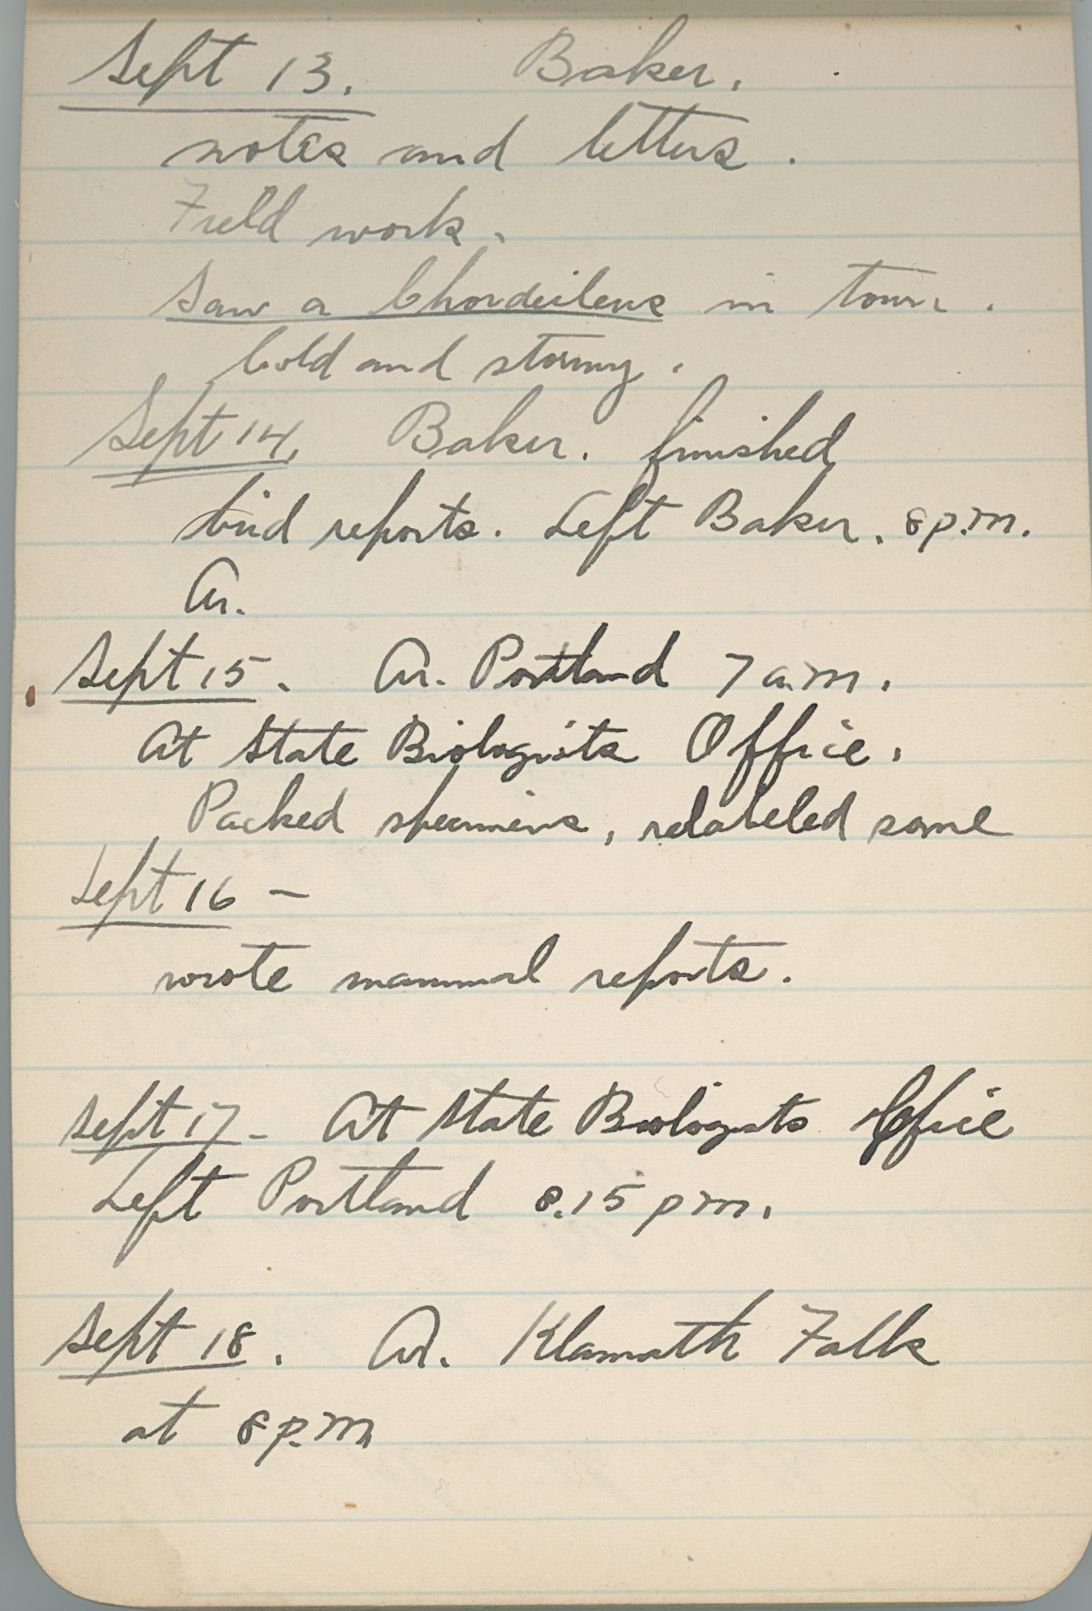 Sept 13. Baker.
notes and letters.
Field work.
Saw a Chordeiles in town.
Cold and stormy.
Sept 14. Baker. finished
bird reports. Left Baker. 8 p.m.
Ar.
Sept 15. Ar. Portland 7 a.m.
At State Biologists Office.
Packed specimens, relabeled some
Sept 16 —
wrote mammal reports.
Sept 17 - At State Biologists Office
Left Portland 8.15 pm.
Sept 18. Ar. Klamath Falls
at 8 p.m